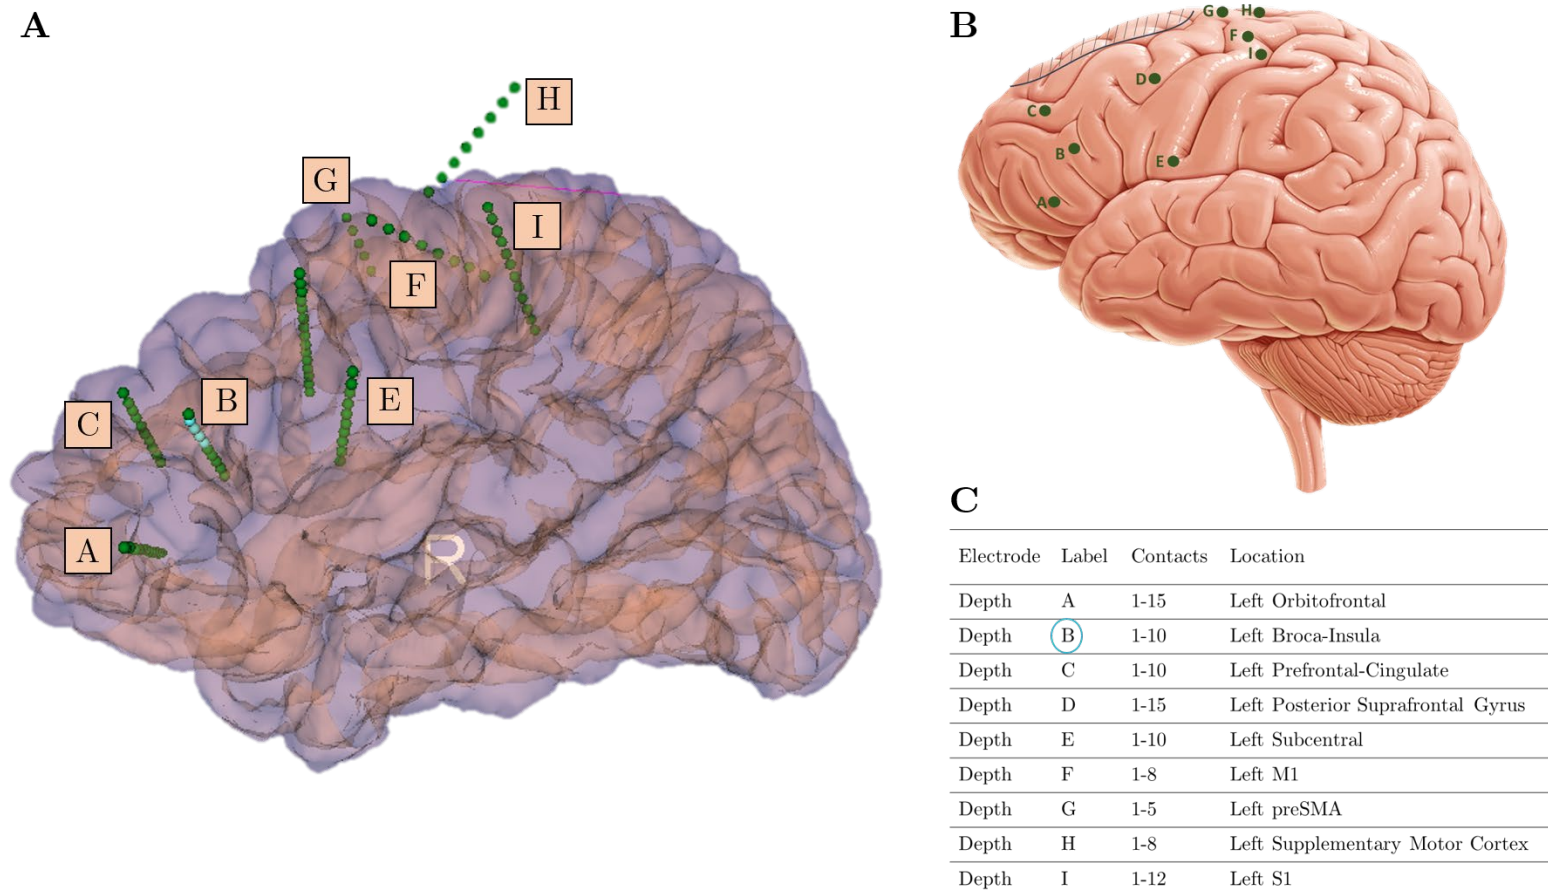 A
H
G
I
F
B
E
C
A
R
B
G H
F
I
D
C
B
E
A
C
Electrode Label Contacts Location
Depth A 1-15 Left Orbitofrontal
Depth B 1-10 Left Broca-Insula
Depth C 1-10 Left Prefrontal-Cingulate
Depth D 1-15 Left Posterior Suprafrontal Gyrus
Depth E 1-10 Left Subcentral
Depth F 1-8 Left M1
Depth G 1-5 Left preSMA
Depth H 1-8 Left Supplementary Motor Cortex
Depth I 1-12 Left S1